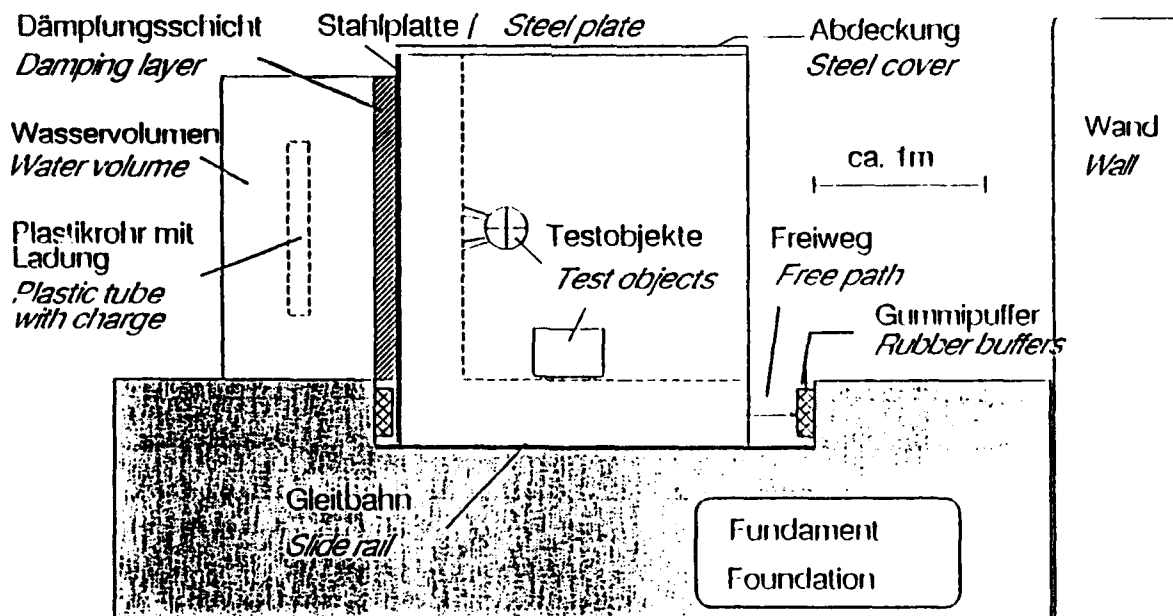 Dämpfungsschicht
Damping layer
Stahlplatte / Steel plate
Abdeckung
Steel cover
Wasservolumen
Water volume
Wand
Wall
ca. 1m
Plastikrohr mit
Ladung
Plastic tube
with charge
Testobjekte
Test objects
Freiweg
Free path
Gummipuffer
Rubber buffers
Gleitbahn
Slide rail
Fundament
Foundation